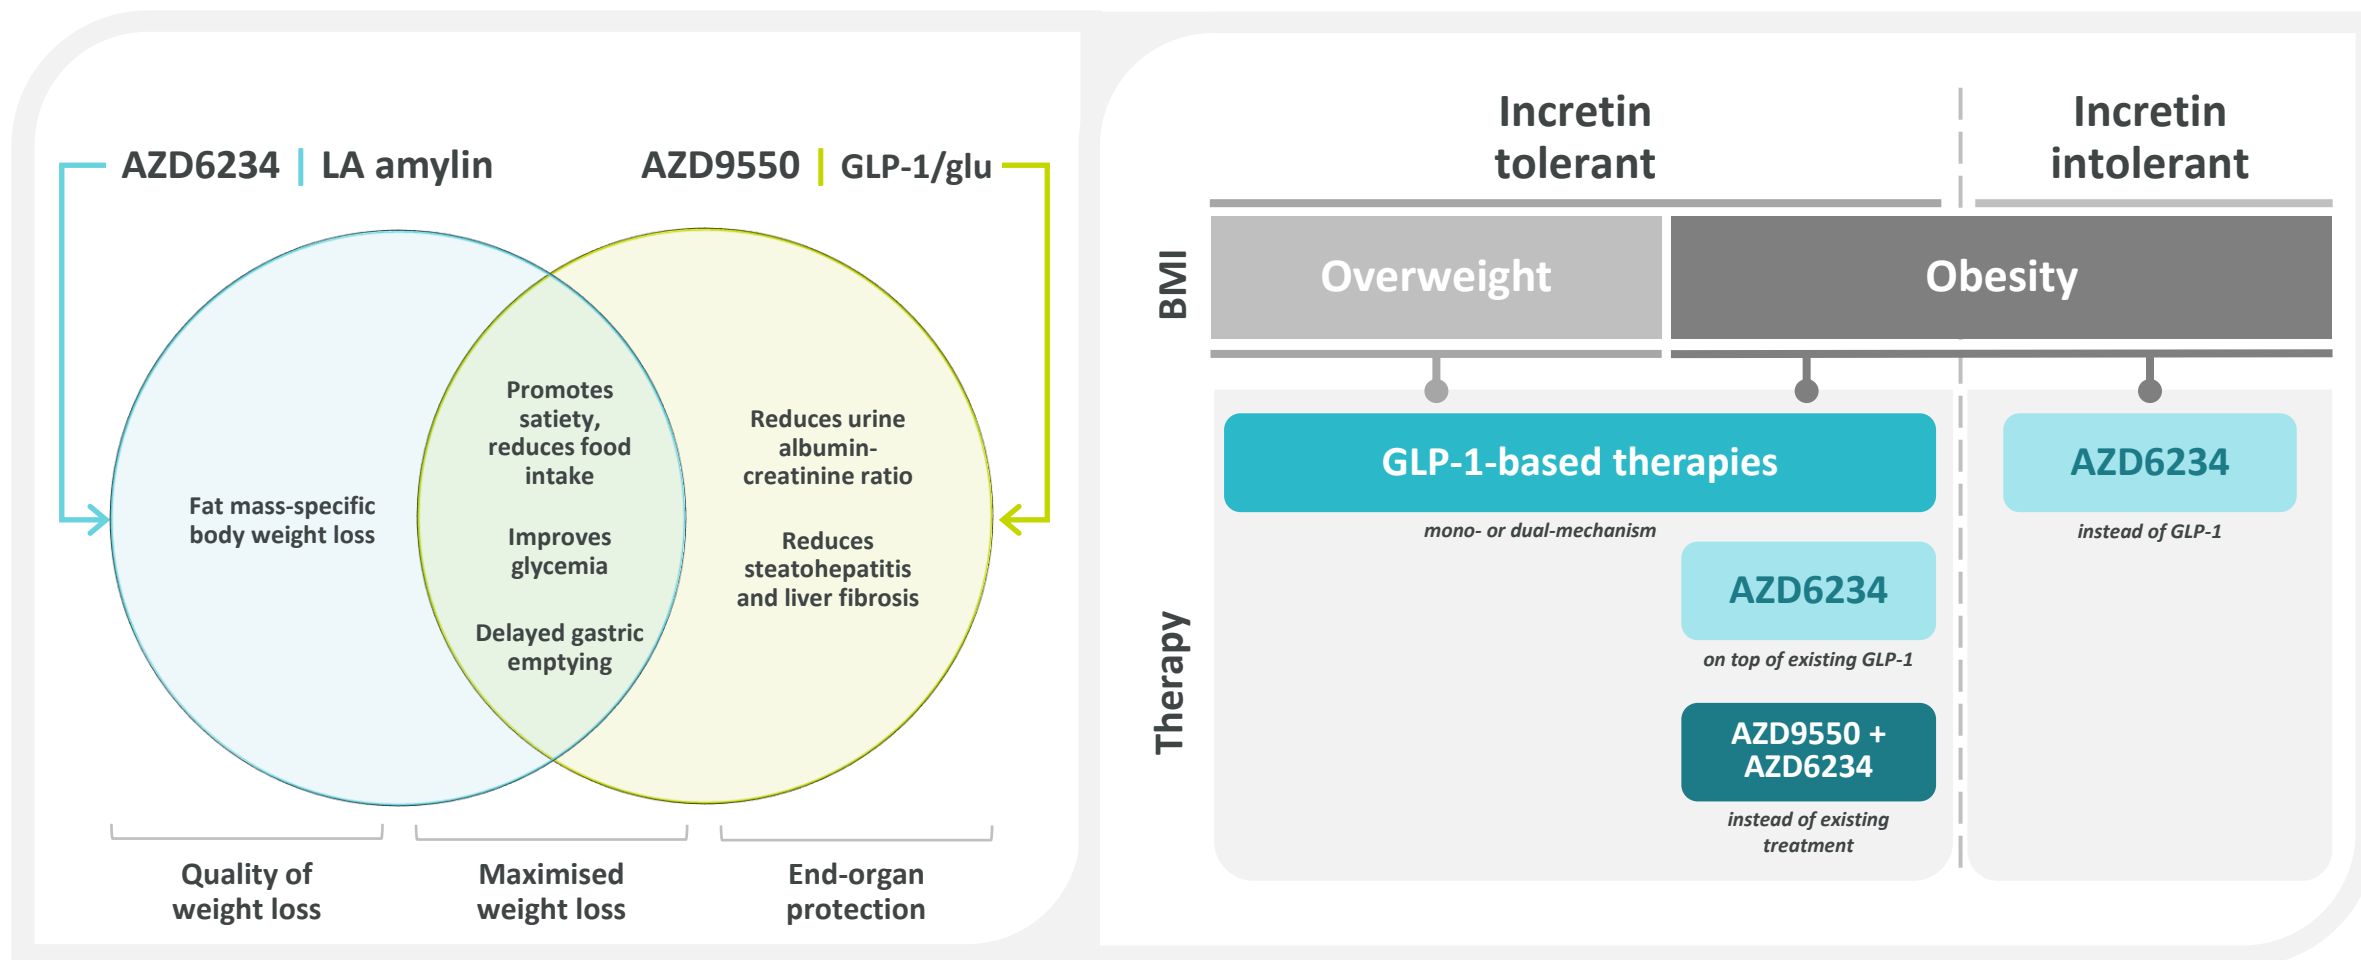 AZD6234 | LA amylin
AZD9550 | GLP-1/glu
Fat mass-specific
body weight loss
Promotes
satiety,
reduces food
intake
Improves
glycemia
Delayed gastric
emptying
Reduces urine
albumin-
creatinine ratio
Reduces
steatohepatitis
and liver fibrosis
Quality of
weight loss
Maximised
weight loss
End-organ
protection
Incretin
tolerant
Incretin
intolerant
BMI
Overweight
Obesity
Therapy
GLP-1-based therapies
mono- or dual-mechanism
AZD6234
on top of existing GLP-1
AZD9550 +
AZD6234
instead of existing
treatment
AZD6234
instead of GLP-1